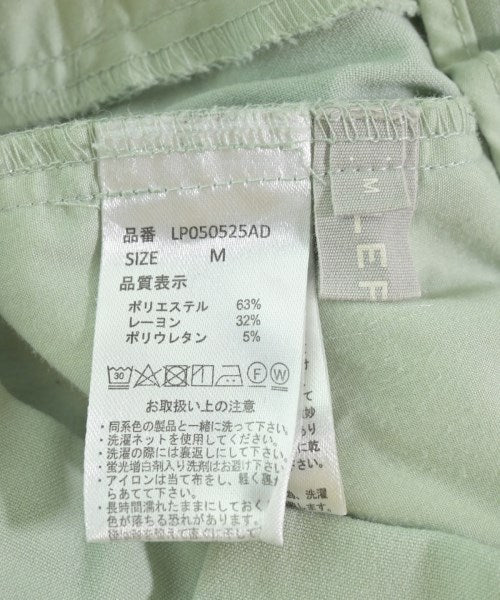 品番 LP050525AD
SIZE M
品質表示
ポリエステル 63%
レーヨン 32%
ポリウレタン 5%
30 F W
お取扱い上の注意
・同系色の製品と一緒に洗って下さい。
・洗濯ネットを使用してください。
・洗濯の際には裏返しにして下さい。
・蛍光増白剤入り洗剤はお避け下さい。
・アイロンは当て布をし、軽く
らあてて下さい。
・長時間濡れたままにしておく
色が落ちる恐れがあります。
M
LEF